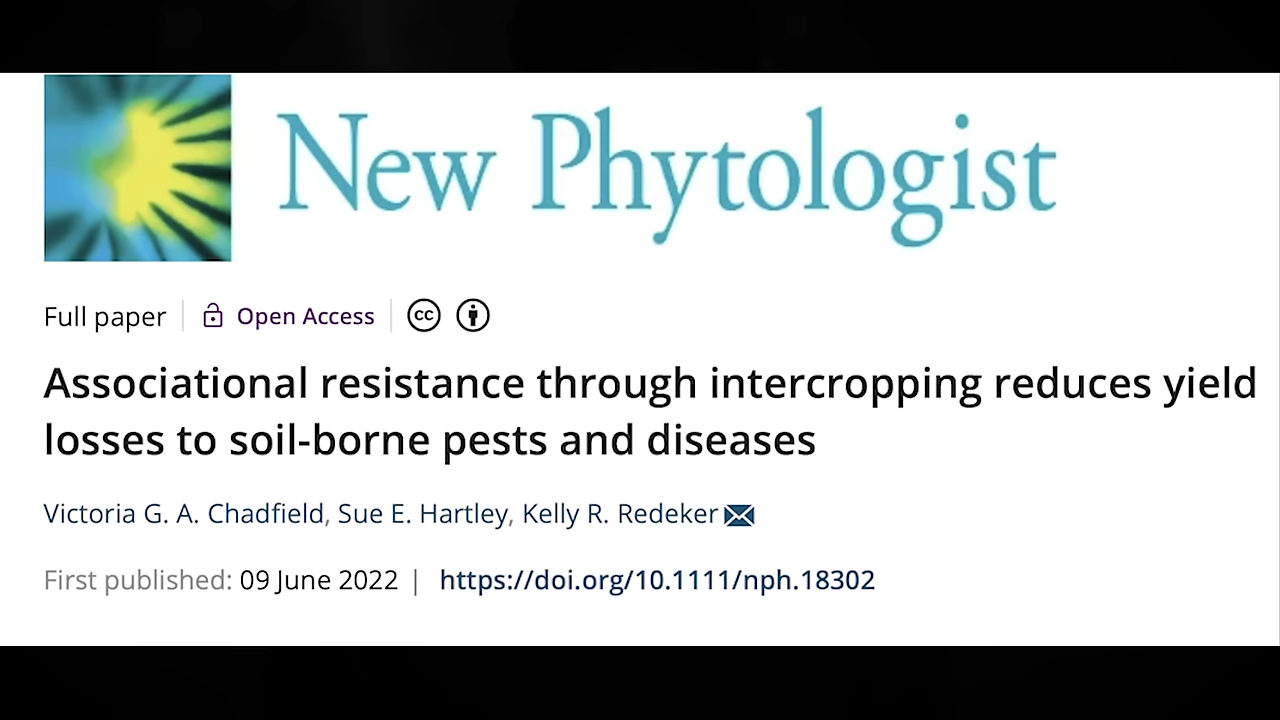 New Phytologist
Full paper | Open Access | cc
Associational resistance through intercropping reduces yield
losses to soil-borne pests and diseases
Victoria G. A. Chadfield, Sue E. Hartley, Kelly R. Redeker
First published: 09 June 2022 | https://doi.org/10.1111/nph.18302